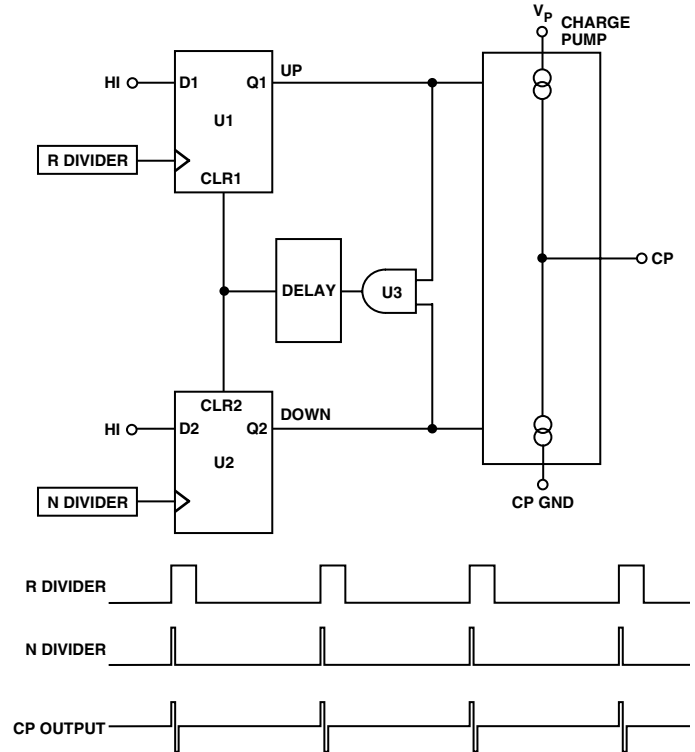 V_P
CHARGE
PUMP
HI
D1
Q1
UP
U1
R DIVIDER
CLR1
DELAY
U3
CP
CLR2
DOWN
HI
D2
Q2
U2
N DIVIDER
CP GND
R DIVIDER
N DIVIDER
CP OUTPUT